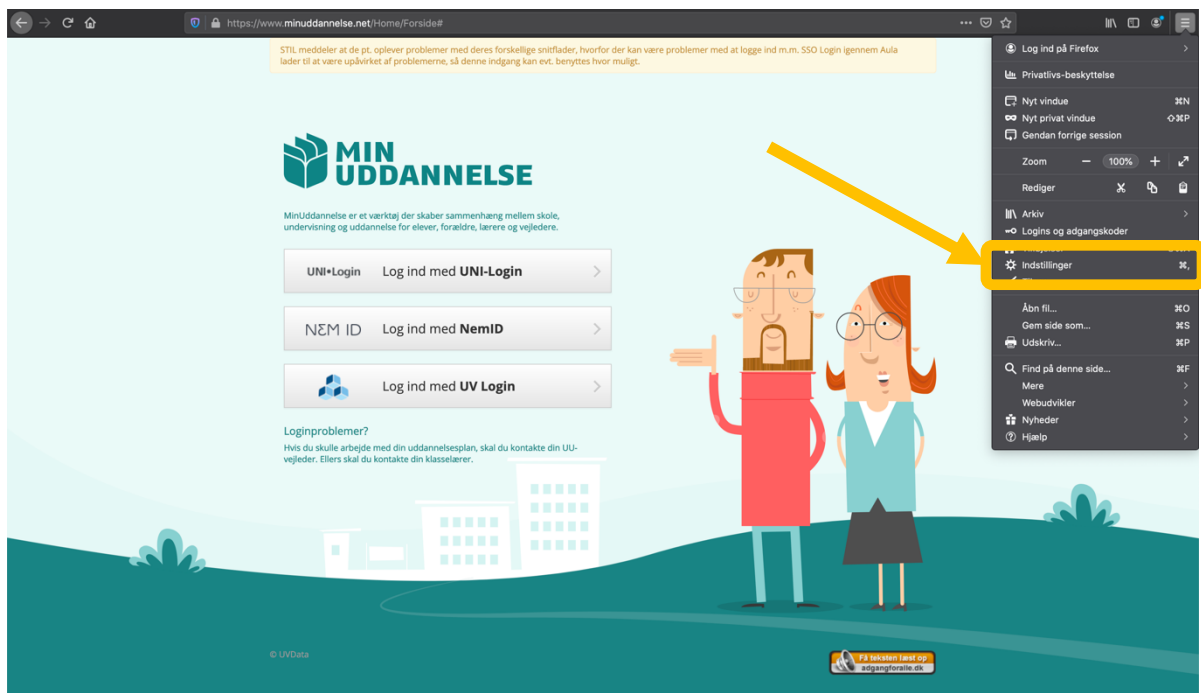 https://www.minuddannelse.net/Home/Forside#
STIL meddeler at de pt. oplever problemer med deres forskellige snitflader, hvorfor der kan være problemer med at logge ind m.m. SSO Login igennem Aula
lader til at være upåvirket af problemerne, så denne indgang kan evt. benyttes hvor muligt.
MIN
UDDANNELSE
MinUddannelse er et værktøj der skaber sammenhæng mellem skole,
undervisning og uddannelse for elever, forældre, lærere og vejledere.
UNI•Login Log ind med UNI-Login
NEM ID Log ind med NemID
Log ind med UV Login
Loginproblemer?
Hvis du skulle arbejde med din uddannelsesplan, skal du kontakte din UU-
vejleder. Ellers skal du kontakte din klasselærer.
© UVData
Få teksten læst op
adgangforalle.dk
Log ind på Firefox
Privatlivs-beskyttelse
Nyt vindue ⌘N
Nyt privat vindue ⇧⌘P
Gendan forrige session
Zoom − 100% +
Rediger
Arkiv
Logins og adgangskoder
Indstillinger ⌘,
Åbn fil... ⌘O
Gem side som... ⌘S
Udskriv... ⌘P
Find på denne side... ⌘F
Mere
Webudvikler
Nyheder
Hjælp